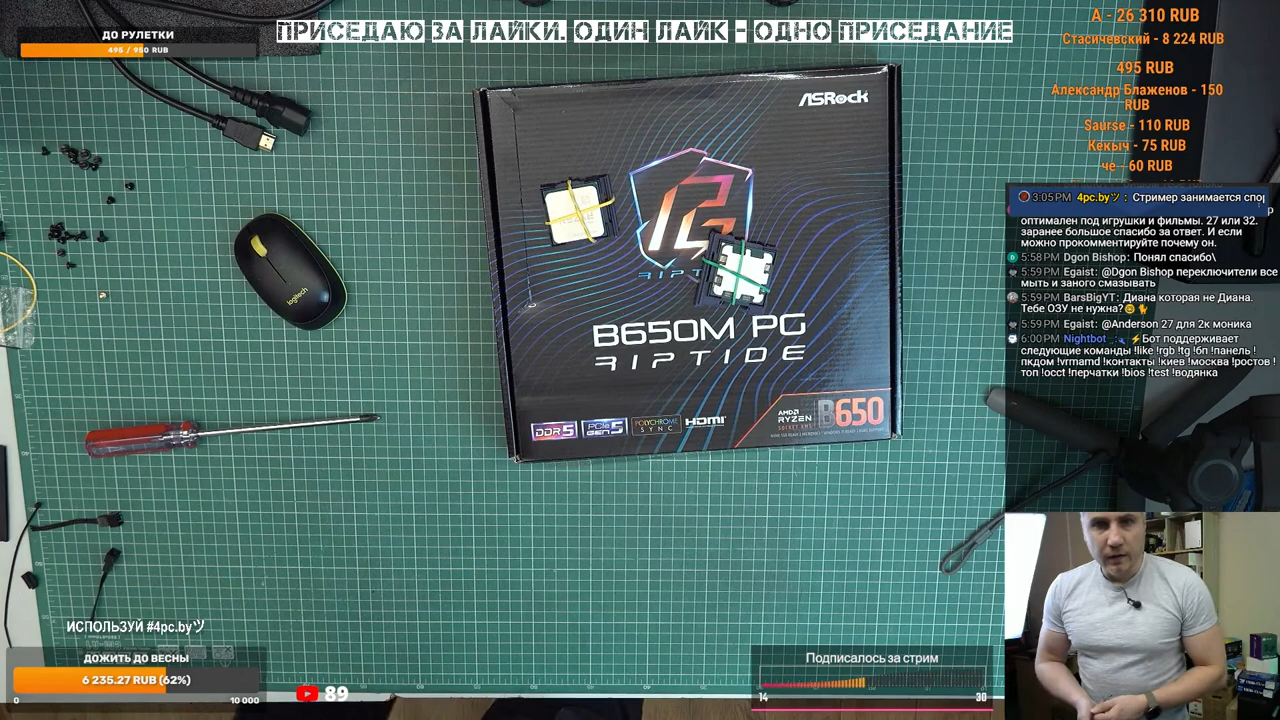 ДО РУЛЕТКИ
495 / 950 RUB
ПРИСЕДАЮ ЗА ЛАЙКИ. ОДИН ЛАЙК - ОДНО ПРИСЕДАНИЕ
А - 26 310 RUB
Стасичевский - 8 224 RUB
495 RUB
Александр Блаженов - 150
RUB
Saurse - 110 RUB
Кекыч - 75 RUB
че - 60 RUB
3:05 PM 4pc.byツ : Стример занимается спор
оптимален под игрушки и фильмы. 27 или 32.
заранее большое спасибо за ответ. И если
можно прокомментируйте почему он.
5:58 PM Dgon Bishop: Понял спасибо\
5:59 PM Egaist: @Dgon Bishop переключители все
мыть и заного смазывать
5:59 PM BarsBigYT: Диана которая не Диана.
Тебе ОЗУ не нужна?
5:59 PM Egaist: @Anderson 27 для 2к моника
6:00 PM Nightbot : Бот поддерживает
следующие команды !like !rgb !tg !бп !панель !
пкдом !vrmamd !контакты !киев !москва !ростов !
топ !occt !перчатки !bios !test !водянка
ASRock
RIPT
B650M PG
RIPTIDE
DDR5
PCIe GEN5
POLYCHROME SYNC
HDMI
AMD RYZEN
B650
logitech
ИСПОЛЬЗУЙ #4pc.byツ
ДОЖИТЬ ДО ВЕСНЫ
6 235.27 RUB (62%)
0
10 000
89
Подписалось за стрим
14
30